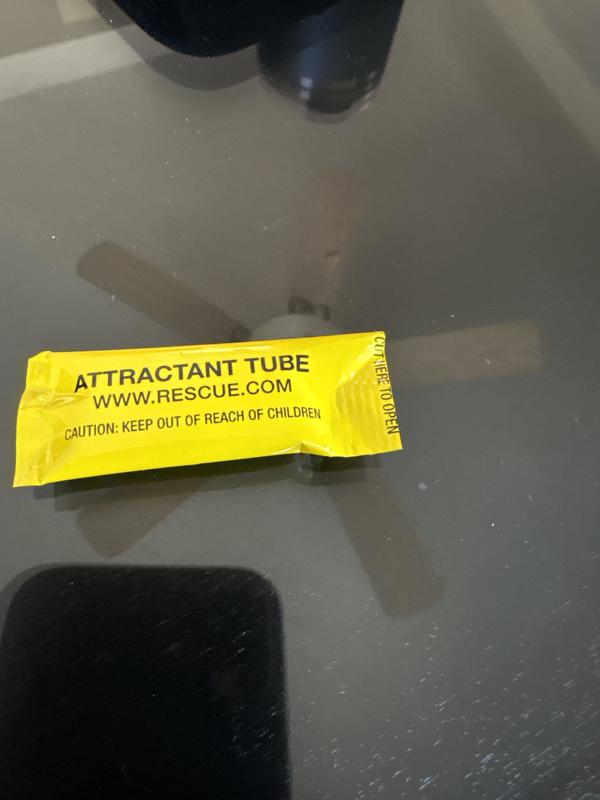 ATTRACTANT TUBE
WWW.RESCUE.COM
CAUTION: KEEP OUT OF REACH OF CHILDREN
CUT HERE TO OPEN